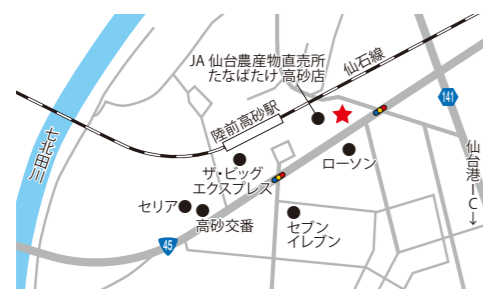 JA 仙台農産物直売所
たなばたけ 高砂店
仙石線
141
陸前高砂駅
七北田川
ザ・ビッグ
エクスプレス
ローソン
仙台港IC↓
セリア
高砂交番
セブン
イレブン
45